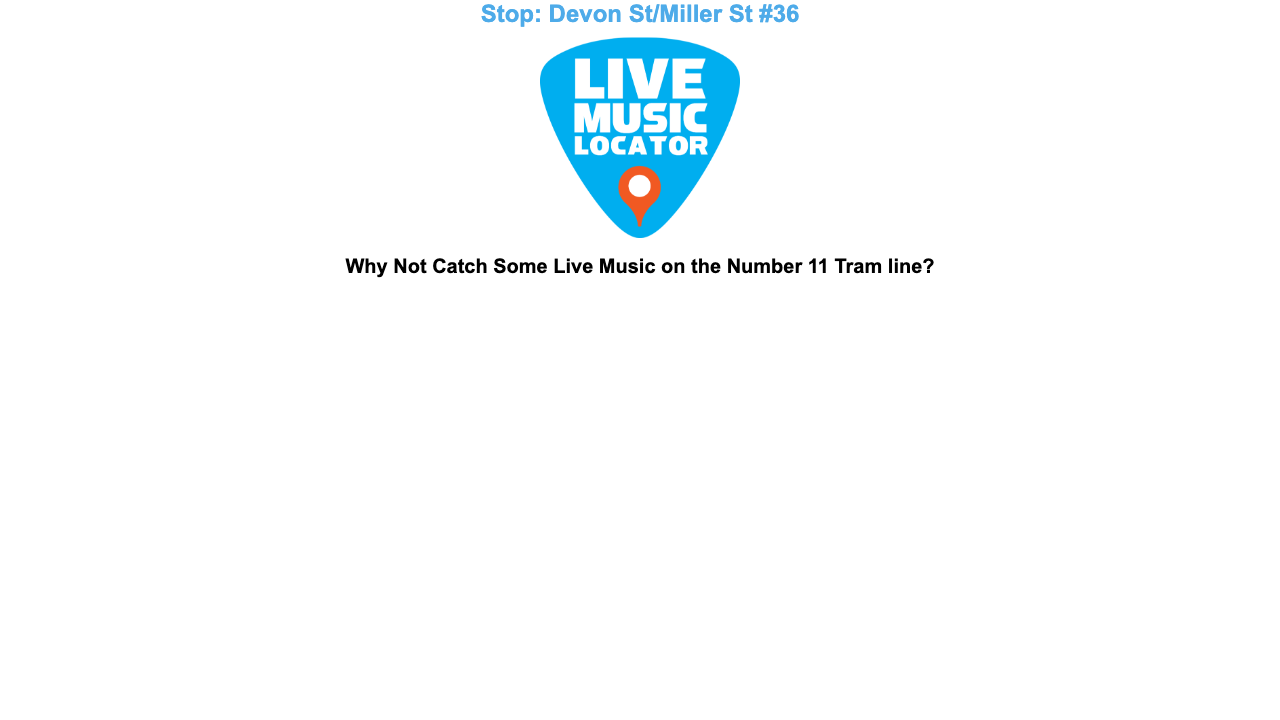 Stop: Devon St/Miller St #36
LIVE
MUSIC
LOCATOR
Why Not Catch Some Live Music on the Number 11 Tram line?